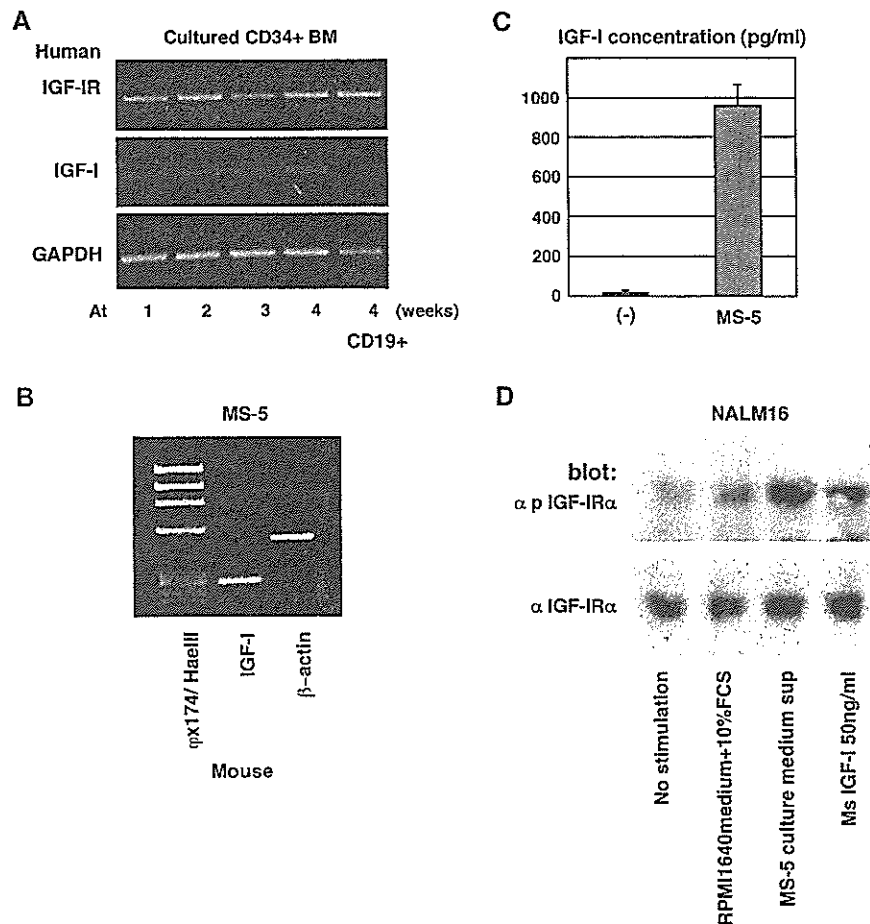 A
Cultured CD34+ BM
Human
IGF-IR
IGF-I
GAPDH
At 1 2 3 4 4 (weeks)
CD19+
B
MS-5
φx174/ HaeIII
IGF-I
β-actin
Mouse
C
IGF-I concentration (pg/ml)
1000
800
600
400
200
0
(-) MS-5
D
NALM16
blot:
α p IGF-IRα
α IGF-IRα
No stimulation
RPMI1640medium+10%FCS
MS-5 culture medium sup
Ms IGF-I 50ng/ml